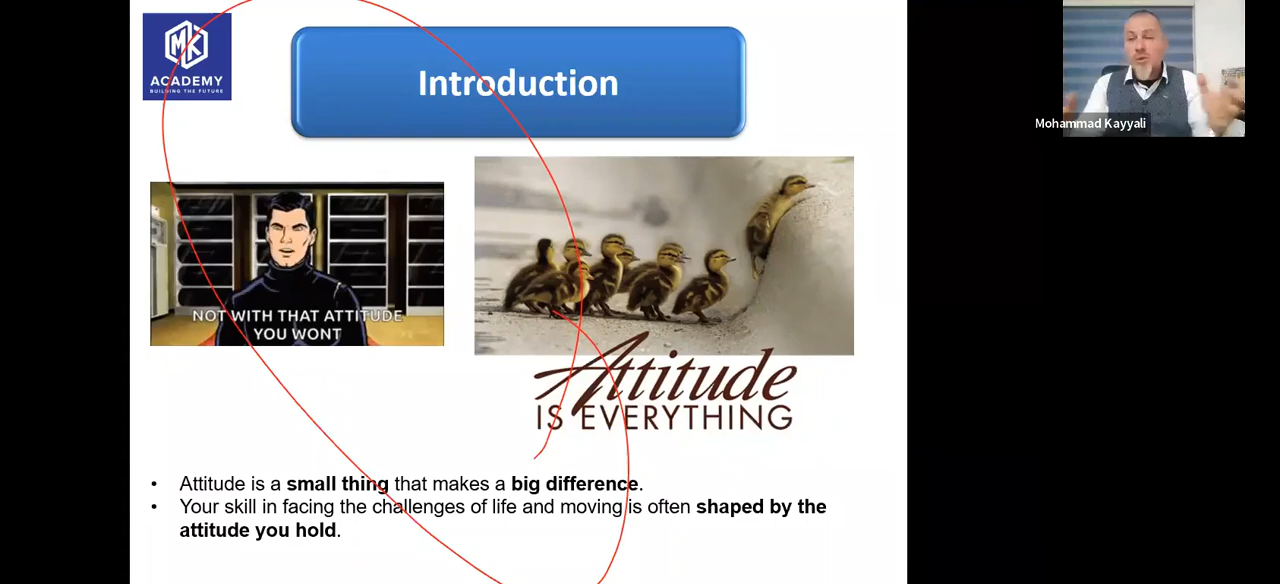 MK
ACADEMY
BUILDING THE FUTURE
Introduction
Mohammad Kayyali
NOT WITH THAT ATTITUDE
YOU WONT
Attitude
IS EVERYTHING
• Attitude is a small thing that makes a big difference.
• Your skill in facing the challenges of life and moving is often shaped by the
attitude you hold.